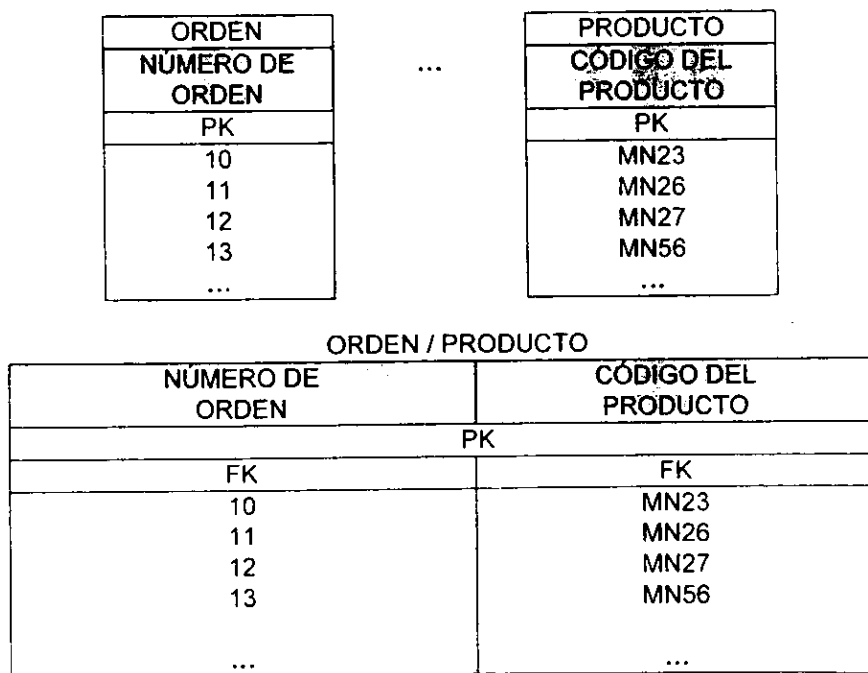 ORDEN
NÚMERO DE
ORDEN
PK
10
11
12
13
...
...
PRODUCTO
CÓDIGO DEL
PRODUCTO
PK
MN23
MN26
MN27
MN56
...
ORDEN / PRODUCTO
NÚMERO DE ORDEN
CÓDIGO DEL PRODUCTO
PK
FK FK
10 MN23
11 MN26
12 MN27
13 MN56
... ...